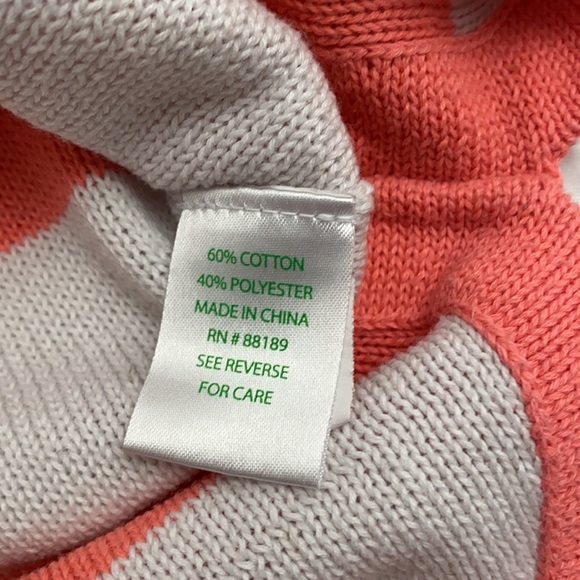 60% COTTON
40% POLYESTER
MADE IN CHINA
RN # 88189
SEE REVERSE
FOR CARE